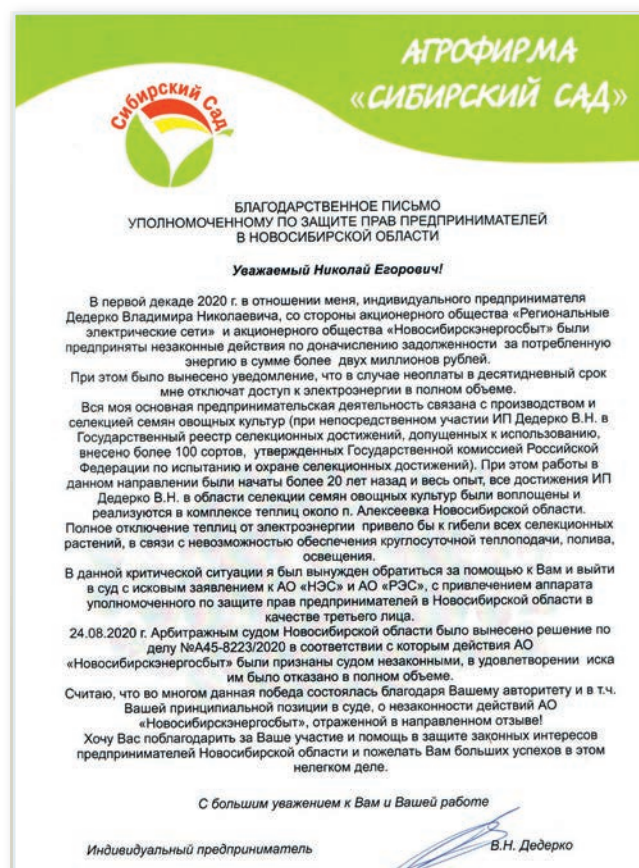 АГРОФИРМА
«СИБИРСКИЙ САД»
Сибирский Сад
БЛАГОДАРСТВЕННОЕ ПИСЬМО
УПОЛНОМОЧЕННОМУ ПО ЗАЩИТЕ ПРАВ ПРЕДПРИНИМАТЕЛЕЙ
В НОВОСИБИРСКОЙ ОБЛАСТИ
Уважаемый Николай Егорович!
В первой декаде 2020 г. в отношении меня, индивидуального предпринимателя
Дедерко Владимира Николаевича, со стороны акционерного общества «Региональные
электрические сети» и акционерного общества «Новосибирскэнергосбыт» были
предприняты незаконные действия по доначислению задолженности за потребленную
энергию в сумме более двух миллионов рублей.
При этом было вынесено уведомление, что в случае неоплаты в десятидневный срок
мне отключат доступ к электроэнергии в полном объеме.
Вся моя основная предпринимательская деятельность связана с производством и
селекцией семян овощных культур (при непосредственном участии ИП Дедерко В.Н. в
Государственный реестр селекционных достижений, допущенных к использованию,
внесено более 100 сортов, утвержденных Государственной комиссией Российской
Федерации по испытанию и охране селекционных достижений). При этом работы в
данном направлении были начаты более 20 лет назад и весь опыт, все достижения ИП
Дедерко В.Н. в области селекции семян овощных культур были воплощены и
реализуются в комплексе теплиц около п. Алексеевка Новосибирской области.
Полное отключение теплиц от электроэнергии привело бы к гибели всех селекционных
растений, в связи с невозможностью обеспечения круглосуточной теплоподачи, полива,
освещения.
В данной критической ситуации я был вынужден обратиться за помощью к Вам и выйти
в суд с исковым заявлением к АО «НЭС» и АО «РЭС», с привлечением аппарата
уполномоченного по защите прав предпринимателей в Новосибирской области в
качестве третьего лица.
24.08.2020 г. Арбитражным судом Новосибирской области было вынесено решение по
делу №А45-8223/2020 в соответствии с которым действия АО
«Новосибирскэнергосбыт» были признаны судом незаконными, в удовлетворении иска
им было отказано в полном объеме.
Считаю, что во многом данная победа состоялась благодаря Вашему авторитету и в т.ч.
Вашей принципиальной позиции в суде, о незаконности действий АО
«Новосибирскэнергосбыт», отраженной в направленном отзыве!
Хочу Вас поблагодарить за Ваше участие и помощь в защите законных интересов
предпринимателей Новосибирской области и пожелать Вам больших успехов в этом
нелегком деле.
С большим уважением к Вам и Вашей работе
Индивидуальный предприниматель В.Н. Дедерко